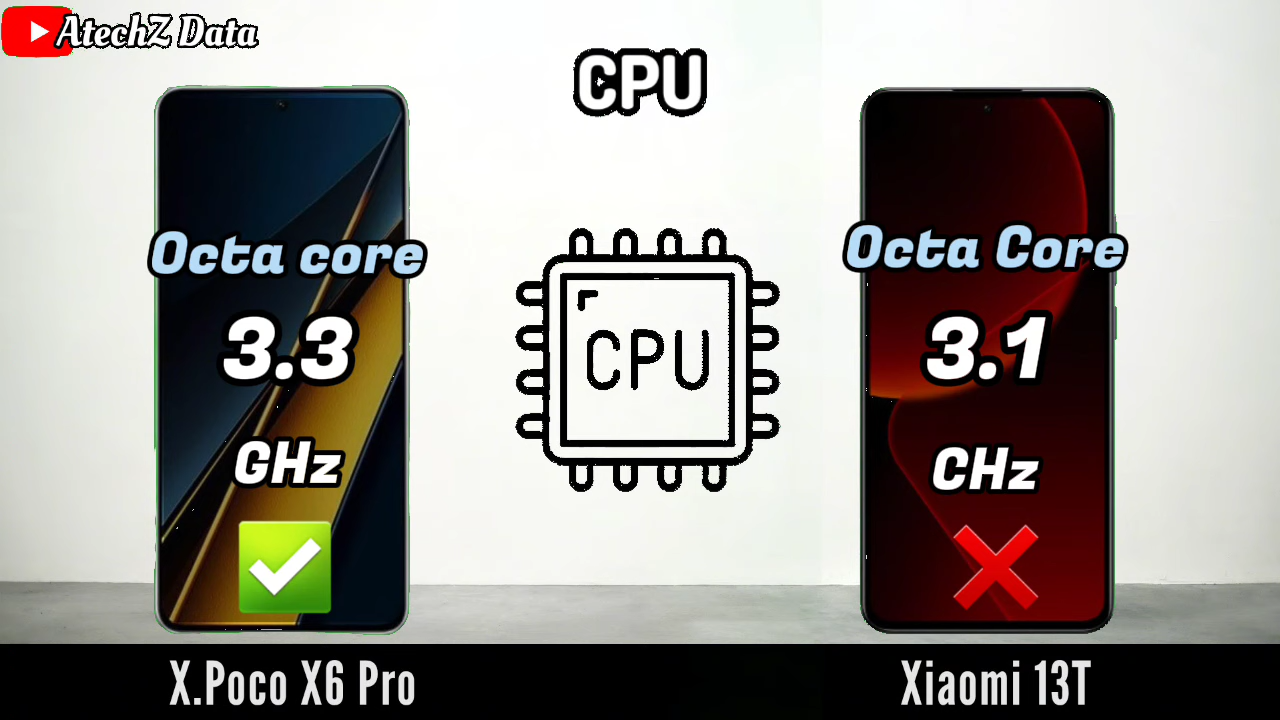 AtechZ Data
CPU
Octa core
3.3
GHz
CPU
Octa Core
3.1
CHz
X.Poco X6 Pro
Xiaomi 13T